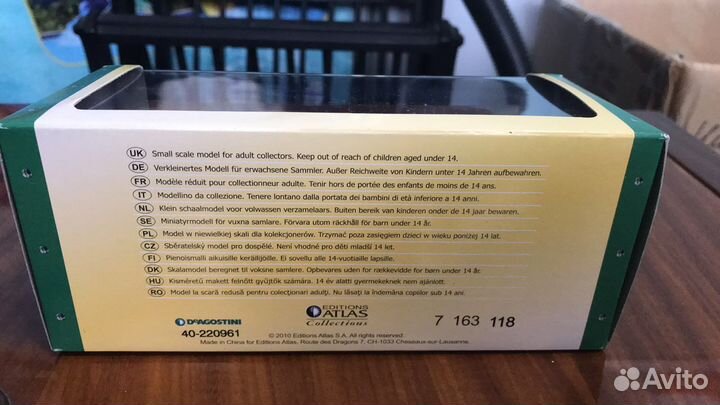 UK Small scale model for adult collectors. Keep out of reach of children aged under 14.
DE Verkleinertes Modell für erwachsene Sammler. Außer Reichweite von Kindern unter 14 Jahren aufbewahren.
FR Modèle réduit pour collectionneur adulte. Tenir hors de portée des enfants de moins de 14 ans.
IT Modellino da collezione. Tenere lontano dalla portata dei bambini di età inferiore a 14 anni.
NL Klein schaalmodel voor volwassen verzamelaars. Buiten bereik van kinderen onder de 14 jaar bewaren.
SE Miniatyrmodell för vuxna samlare. Förvara utom räckhåll för barn under 14 år.
PL Model w niewielkiej skali dla kolekcjonerów. Trzymać poza zasięgiem dzieci w wieku poniżej 14 lat.
CZ Sběratelský model pro dospělé. Není vhodné pro děti mladší 14 let.
FI Pienoismalli aikuisille keräilijöille. Ei sovellu alle 14-vuotiaille lapsille.
DK Skalamodel beregnet til voksne samlere. Opbevares uden for rækkevidde for børn under 14 år.
HU Kisméretű makett felnőtt gyűjtők számára. 14 év alatti gyermekeknek nem ajánlott.
RO Model la scară redusă pentru colecționari adulți. Nu lăsați la îndemâna copiilor sub 14 ani.
DEAGOSTINI
40-220961
EDITIONS
ATLAS
Collections
7 163 118
© 2010 Editions Atlas S.A. All rights reserved
Made in China for Editions Atlas, Route des Dragons 7, CH-1033 Cheseaux-sur-Lausanne.
Avito